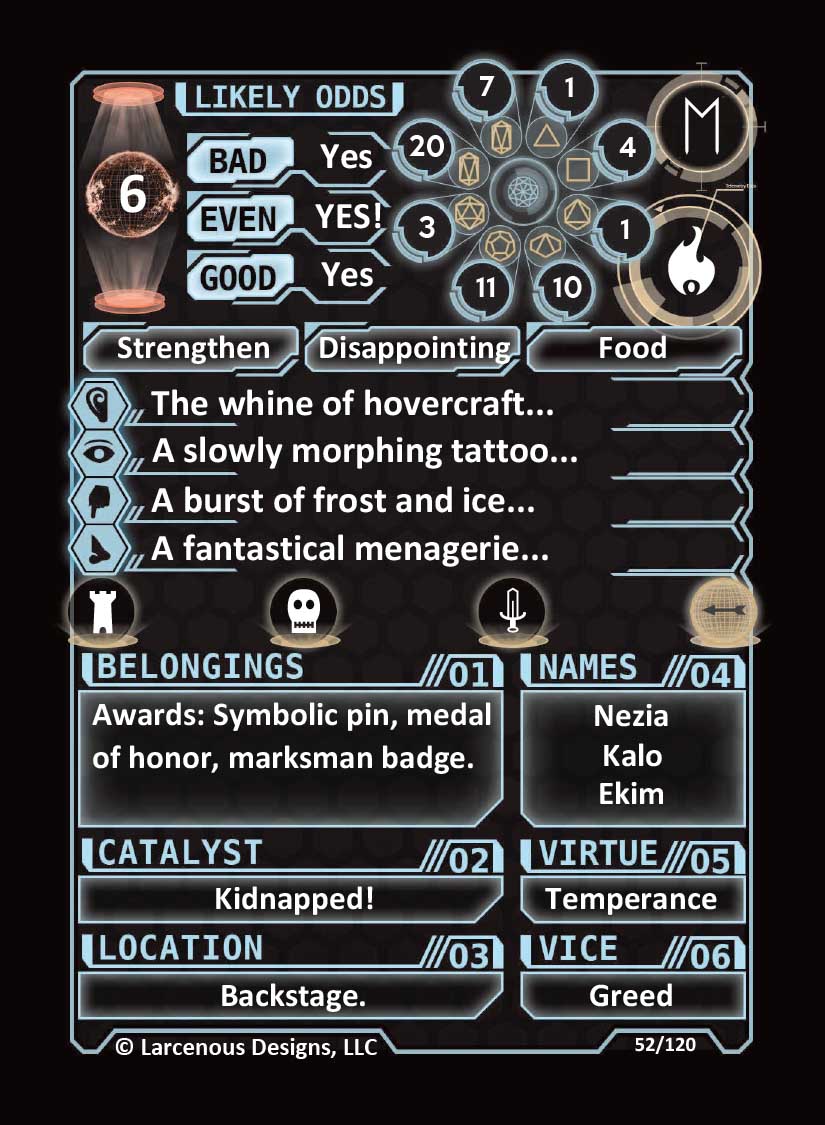 LIKELY ODDS
6
BAD Yes
EVEN YES!
GOOD Yes
7
1
20
4
3
1
11
10
ᛖ
Strengthen Disappointing Food
The whine of hovercraft...
A slowly morphing tattoo...
A burst of frost and ice...
A fantastical menagerie...
BELONGINGS ///01
Awards: Symbolic pin, medal
of honor, marksman badge.
NAMES ///04
Nezia
Kalo
Ekim
CATALYST ///02
Kidnapped!
VIRTUE ///05
Temperance
LOCATION ///03
Backstage.
VICE ///06
Greed
© Larcenous Designs, LLC
52/120